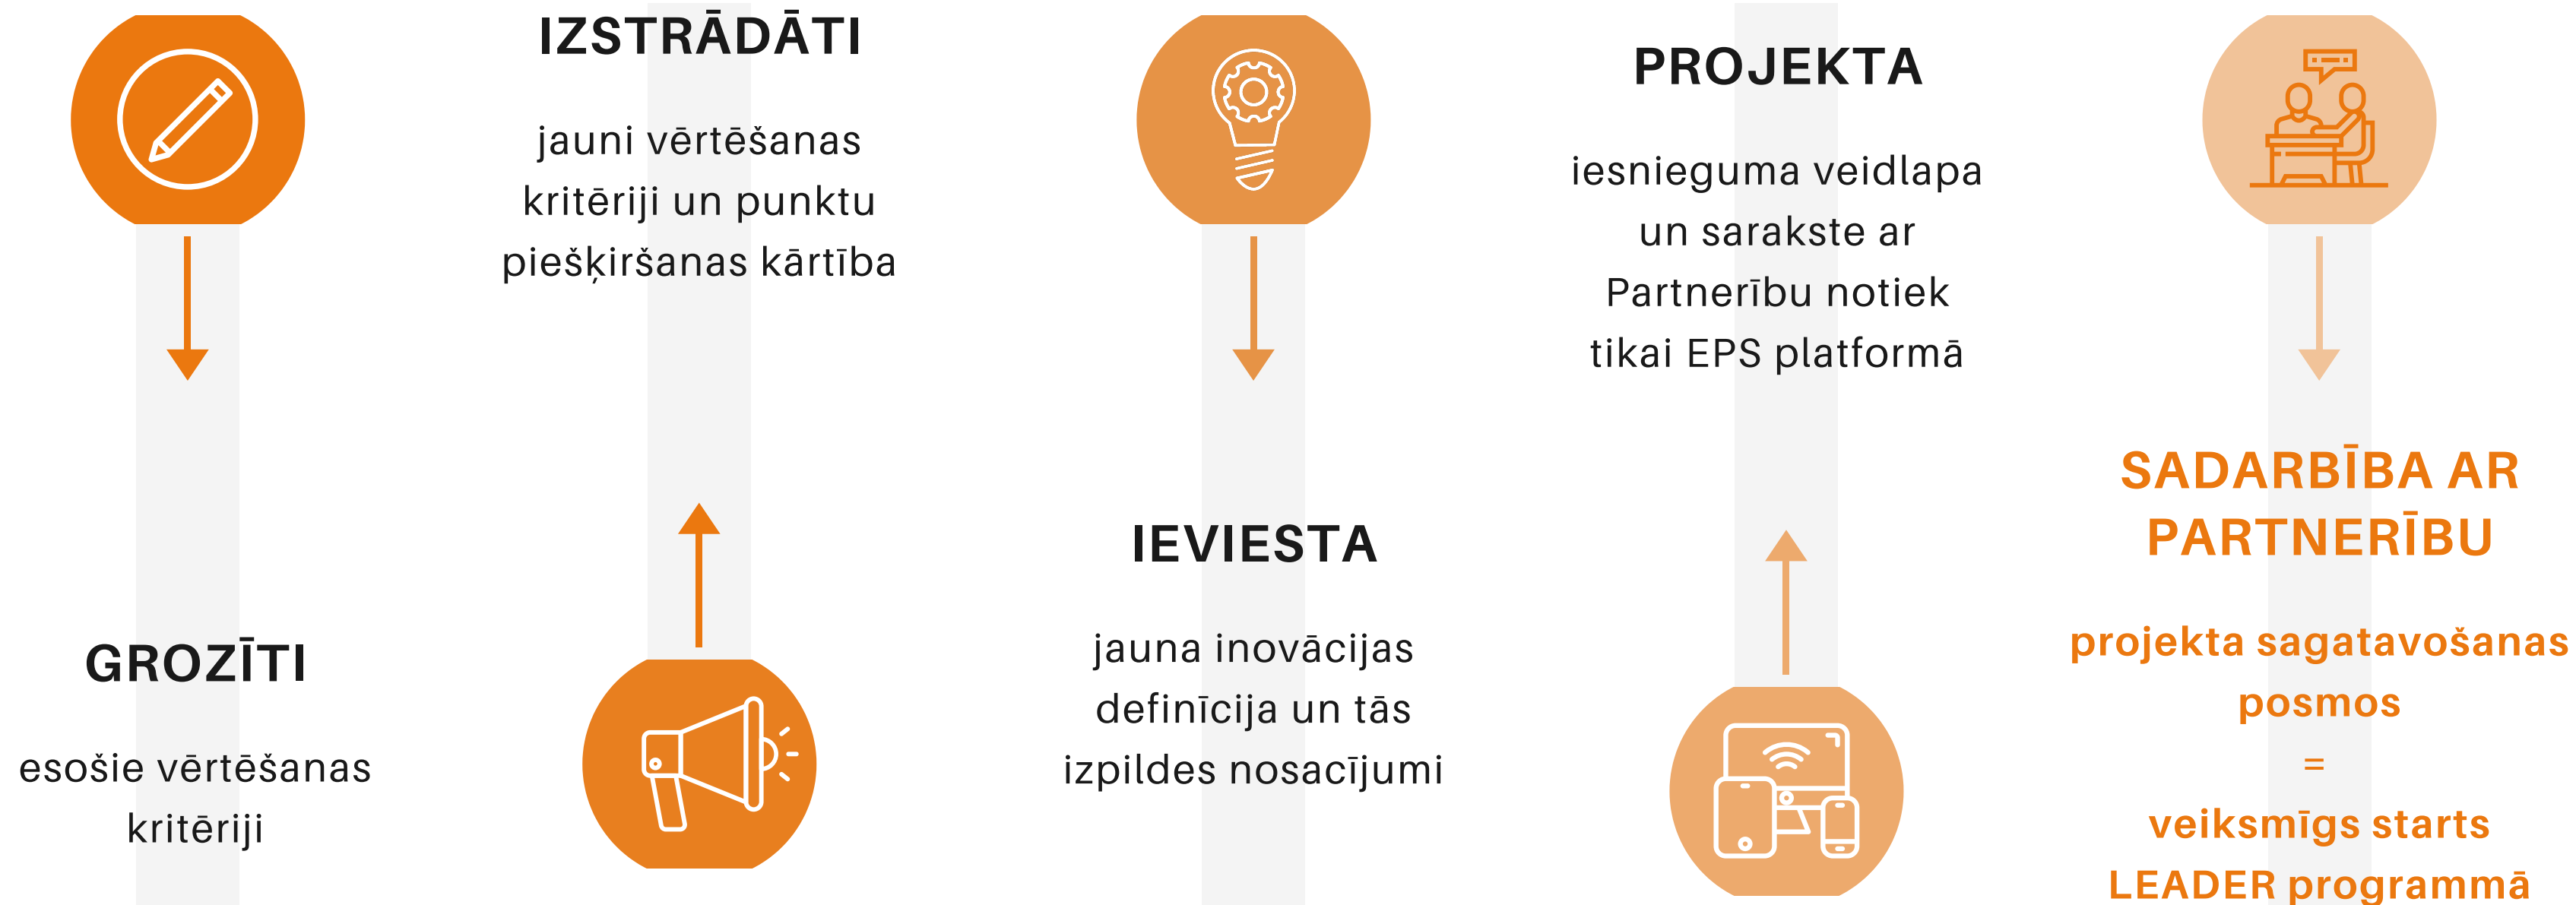 GROZĪTI
esošie vērtēšanas
kritēriji
IZSTRĀDĀTI
jauni vērtēšanas
kritēriji un punktu
piešķiršanas kārtība
IEVIESTA
jauna inovācijas
definīcija un tās
izpildes nosacījumi
PROJEKTA
iesnieguma veidlapa
un sarakste ar
Partnerību notiek
tikai EPS platformā
SADARBĪBA AR
PARTNERĪBU
projekta sagatavošanas
posmos
=
veiksmīgs starts
LEADER programmā